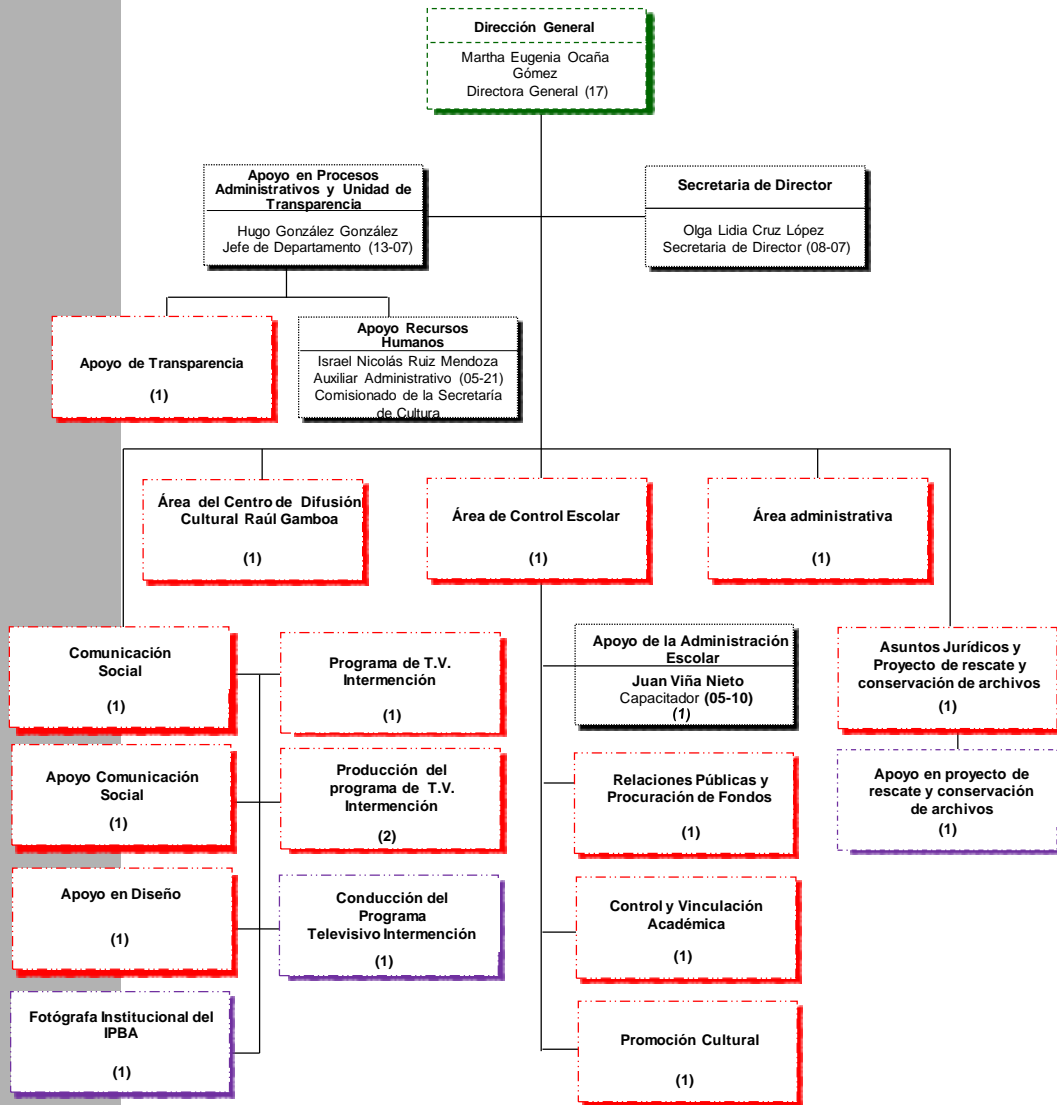 Dirección General
Martha Eugenia Ocaña
Gómez
Directora General (17)
Apoyo en Procesos
Administrativos y Unidad de
Transparencia
Hugo González González
Jefe de Departamento (13-07)
Secretaria de Director
Olga Lidia Cruz López
Secretaria de Director (08-07)
Apoyo de Transparencia
(1)
Apoyo Recursos
Humanos
Israel Nicolás Ruiz Mendoza
Auxiliar Administrativo (05-21)
Comisionado de la Secretaría
de Cultura
Área del Centro de Difusión
Cultural Raúl Gamboa
(1)
Área de Control Escolar
(1)
Área administrativa
(1)
Comunicación
Social
(1)
Programa de T.V.
Intermención
(1)
Apoyo de la Administración
Escolar
Juan Viña Nieto
Capacitador (05-10)
(1)
Asuntos Jurídicos y
Proyecto de rescate y
conservación de archivos
(1)
Apoyo Comunicación
Social
(1)
Producción del
programa de T.V.
Intermención
(2)
Relaciones Públicas y
Procuración de Fondos
(1)
Apoyo en proyecto de
rescate y conservación
de archivos
(1)
Apoyo en Diseño
(1)
Conducción del
Programa
Televisivo Intermención
(1)
Control y Vinculación
Académica
(1)
Fotógrafa Institucional del
IPBA
(1)
Promoción Cultural
(1)